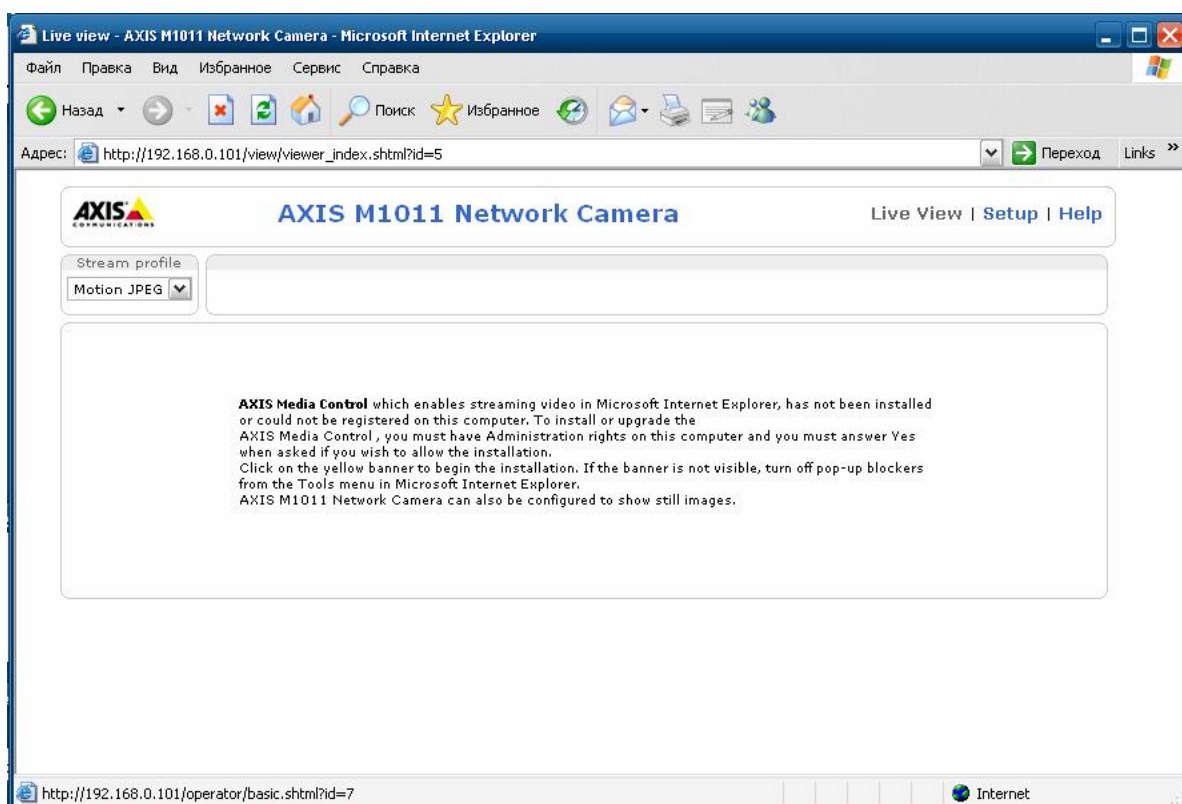 Live view - AXIS M1011 Network Camera - Microsoft Internet Explorer
Файл Правка Вид Избранное Сервис Справка
Назад Поиск Избранное
Адрес: http://192.168.0.101/view/viewer_index.shtml?id=5 Переход Links »
AXIS COMMUNICATIONS AXIS M1011 Network Camera Live View | Setup | Help
Stream profile
Motion JPEG
AXIS Media Control which enables streaming video in Microsoft Internet Explorer, has not been installed
or could not be registered on this computer. To install or upgrade the
AXIS Media Control , you must have Administration rights on this computer and you must answer Yes
when asked if you wish to allow the installation.
Click on the yellow banner to begin the installation. If the banner is not visible, turn off pop-up blockers
from the Tools menu in Microsoft Internet Explorer.
AXIS M1011 Network Camera can also be configured to show still images.
http://192.168.0.101/operator/basic.shtml?id=7 Internet